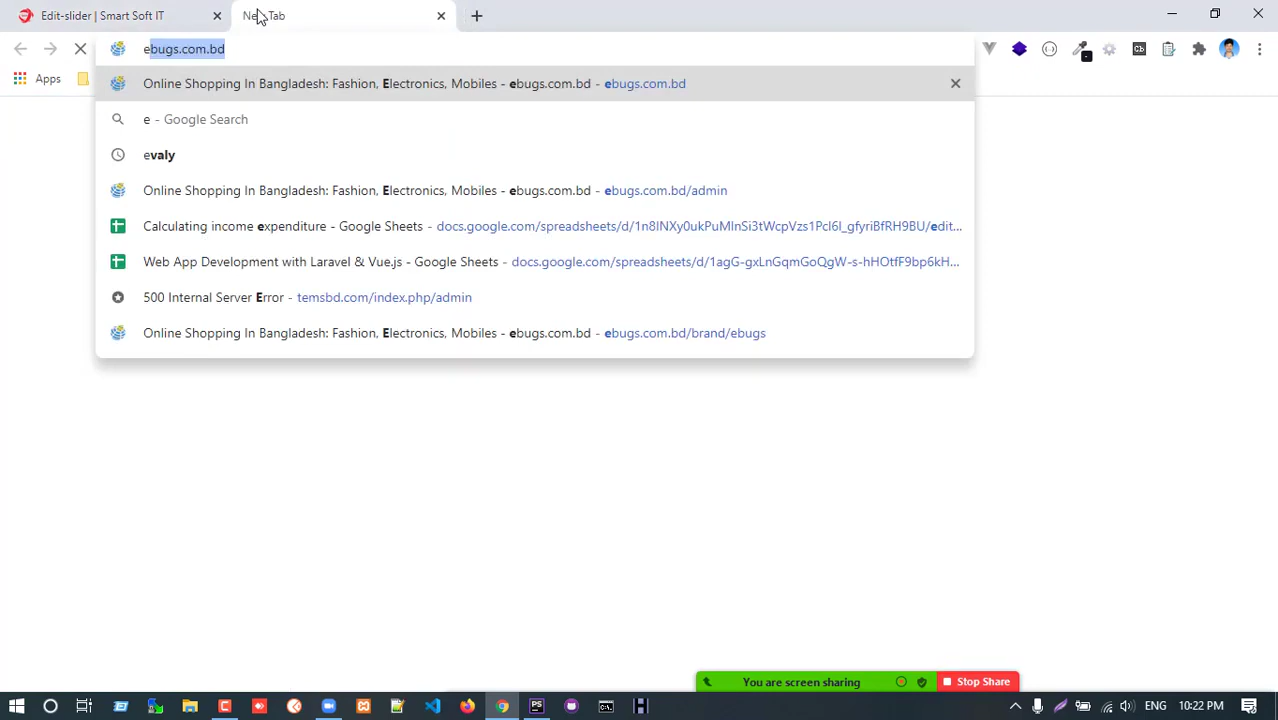 Edit-slider | Smart Soft IT
New Tab
ebugs.com.bd
Cb
Apps
Online Shopping In Bangladesh: Fashion, Electronics, Mobiles - ebugs.com.bd - ebugs.com.bd
e - Google Search
evaly
Online Shopping In Bangladesh: Fashion, Electronics, Mobiles - ebugs.com.bd - ebugs.com.bd/admin
Calculating income expenditure - Google Sheets - docs.google.com/spreadsheets/d/1n8INXy0ukPuMInSi3tWcpVzs1Pcl6I_gfyriBfRH9BU/edit...
Web App Development with Laravel & Vue.js - Google Sheets - docs.google.com/spreadsheets/d/1agG-gxLnGqmGoQgW-s-hHOtfF9bp6kH...
500 Internal Server Error - temsbd.com/index.php/admin
Online Shopping In Bangladesh: Fashion, Electronics, Mobiles - ebugs.com.bd - ebugs.com.bd/brand/ebugs
You are screen sharing
Stop Share
ENG
10:22 PM